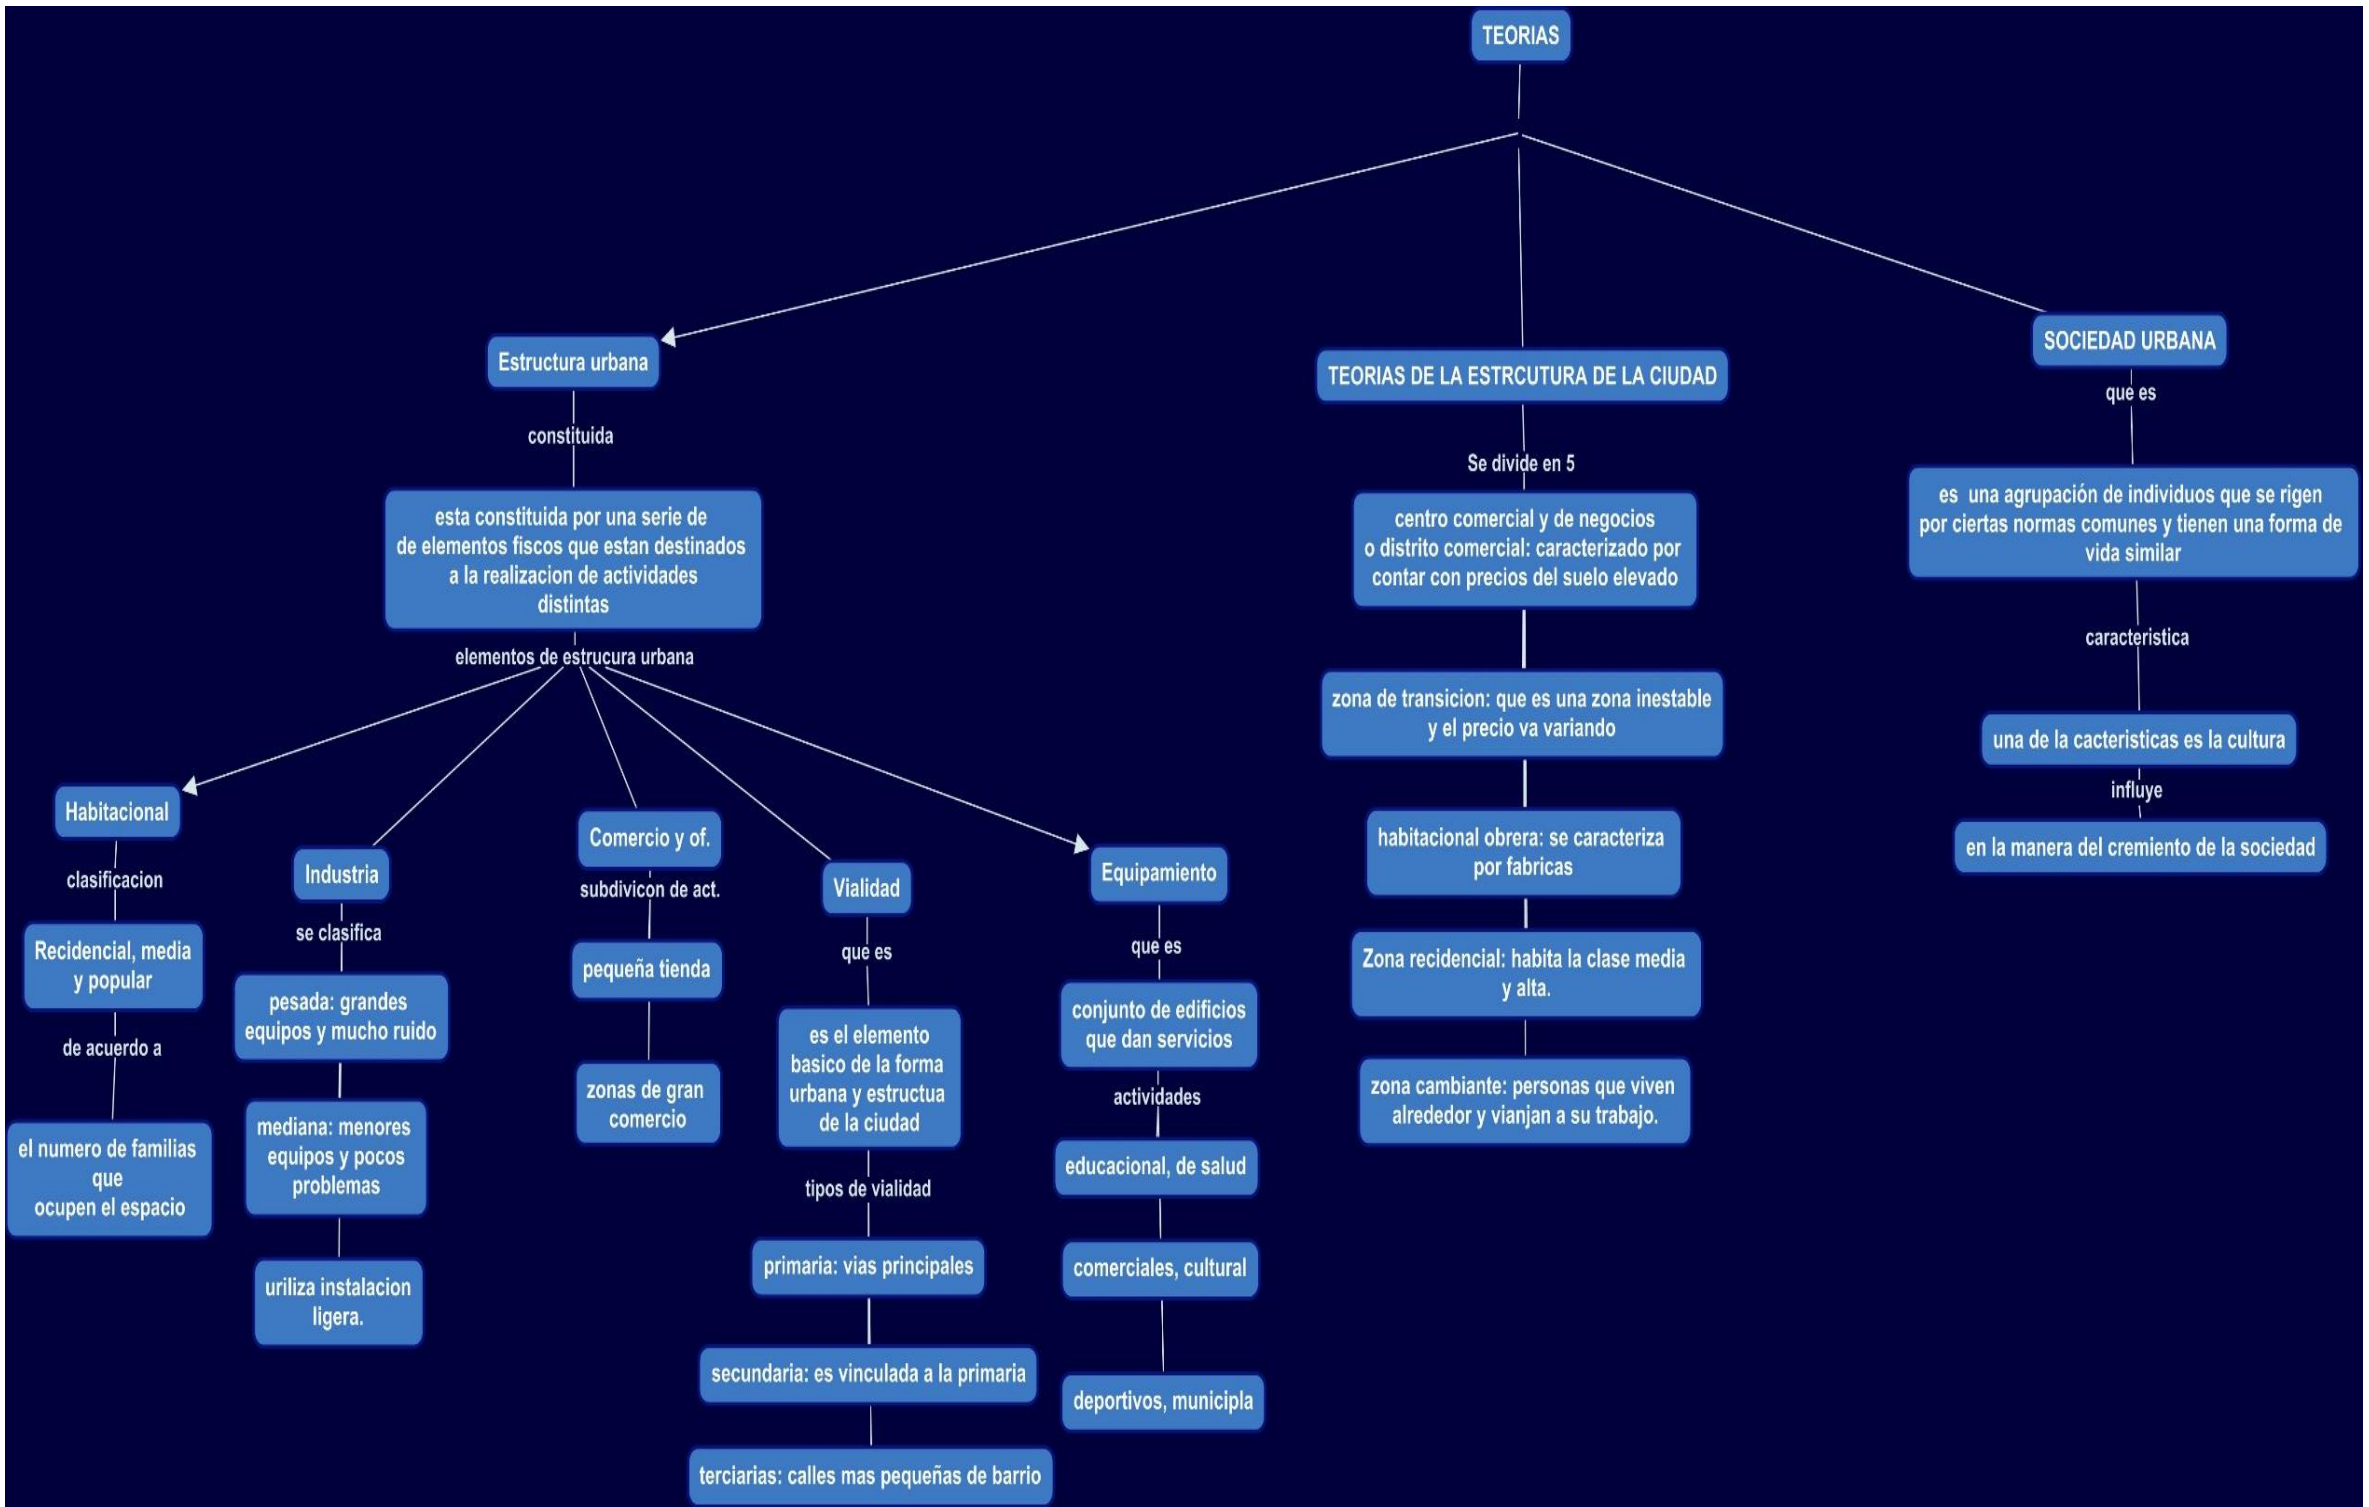 TEORIAS
Estructura urbana
constituida
esta constituida por una serie de
de elementos fiscos que estan destinados
a la realizacion de actividades
distintas
elementos de estrucura urbana
Habitacional
clasificacion
Recidencial, media
y popular
de acuerdo a
el numero de familias
que
ocupen el espacio
Industria
se clasifica
pesada: grandes
equipos y mucho ruido
mediana: menores
equipos y pocos
problemas
uriliza instalacion
ligera.
Comercio y of.
subdivicon de act.
pequeña tienda
zonas de gran
comercio
Vialidad
que es
es el elemento
basico de la forma
urbana y estructua
de la ciudad
tipos de vialidad
primaria: vias principales
secundaria: es vinculada a la primaria
terciarias: calles mas pequeñas de barrio
Equipamiento
que es
conjunto de edificios
que dan servicios
actividades
educacional, de salud
comerciales, cultural
deportivos, municipla
TEORIAS DE LA ESTRCUTURA DE LA CIUDAD
Se divide en 5
centro comercial y de negocios
o distrito comercial: caracterizado por
contar con precios del suelo elevado
zona de transicion: que es una zona inestable
y el precio va variando
habitacional obrera: se caracteriza
por fabricas
Zona recidencial: habita la clase media
y alta.
zona cambiante: personas que viven
alrededor y vianjan a su trabajo.
SOCIEDAD URBANA
que es
es una agrupación de individuos que se rigen
por ciertas normas comunes y tienen una forma de
vida similar
caracteristica
una de la cacteristicas es la cultura
influye
en la manera del cremiento de la sociedad